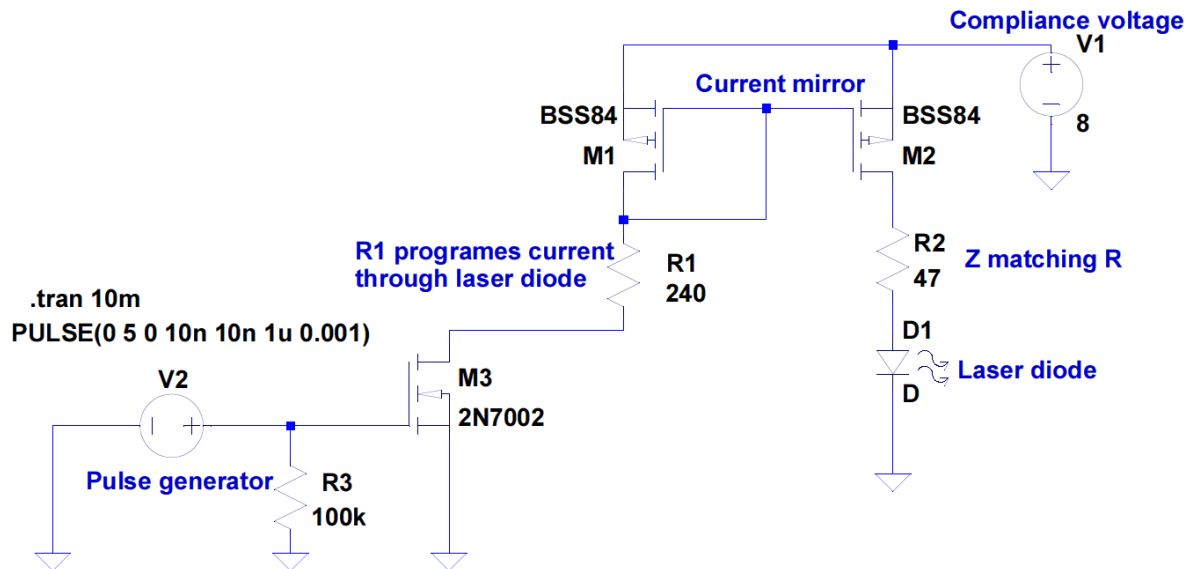 Compliance voltage
V1
8
Current mirror
BSS84
M1
BSS84
M2
R1 programes current
through laser diode
R1
240
R2
47
Z matching R
.tran 10m
PULSE(0 5 0 10n 10n 1u 0.001)
V2
M3
2N7002
D1
D
Laser diode
Pulse generator
R3
100k